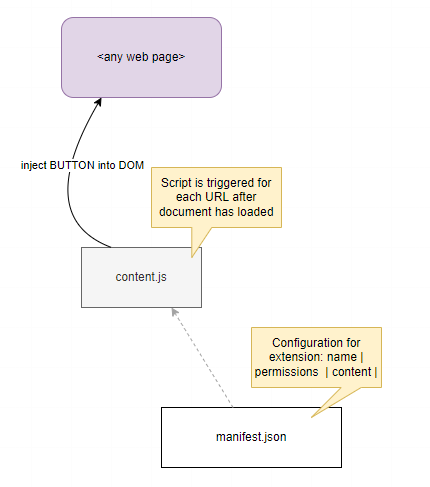 <any web page>
inject BUTTON into DOM
Script is triggered for
each URL after
document has loaded
content.js
Configuration for
extension: name |
permissions | content |
manifest.json